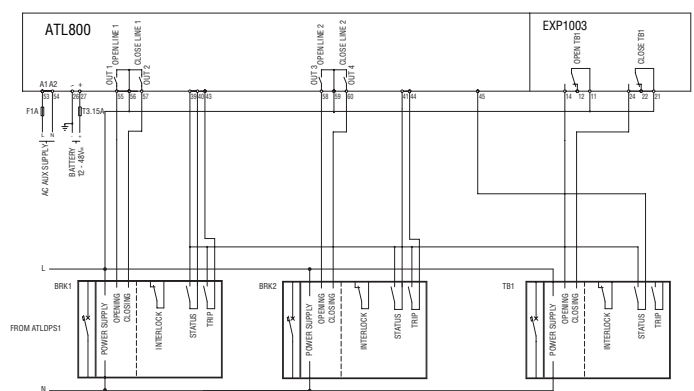 ATL800
EXP1003
OUT 1
OPEN LINE 1
CLOSE LINE 1
OUT 2
OUT 3
OPEN LINE 2
CLOSE LINE 2
OUT 4
OPEN TB1
CLOSE TB1
A1 A2
- +
53 54 26 27 55 56 57 39 40 43 58 59 60 41 44 45 14 12 11 24 22 21
F1A
T3.15A
L N - +
AC AUX SUPPLY
BATTERY
12 - 48V=
L
BRK1
BRK2
TB1
FROM ATLDPS1
POWER SUPPLY
OPENING
CLOSING
INTERLOCK
STATUS
TRIP
POWER SUPPLY
OPENING
CLOSING
INTERLOCK
STATUS
TRIP
POWER SUPPLY
OPENING
CLOSING
INTERLOCK
STATUS
TRIP
N